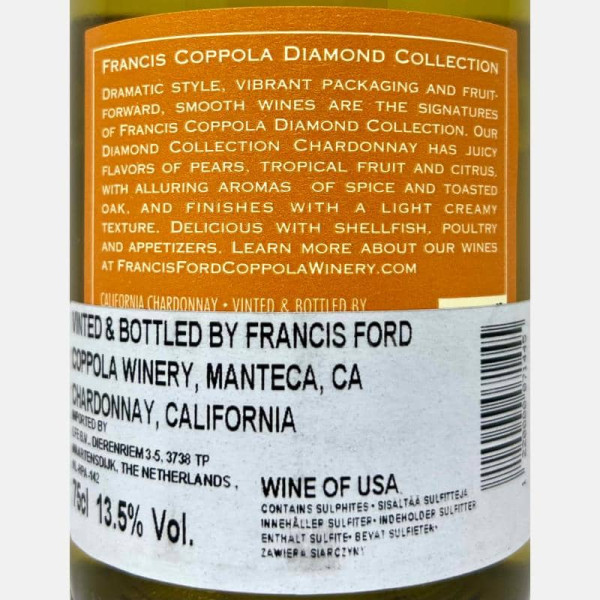 FRANCIS COPPOLA DIAMOND COLLECTION
DRAMATIC STYLE, VIBRANT PACKAGING AND FRUIT-
FORWARD, SMOOTH WINES ARE THE SIGNATURES
OF FRANCIS COPPOLA DIAMOND COLLECTION. OUR
DIAMOND COLLECTION CHARDONNAY HAS JUICY
FLAVORS OF PEARS, TROPICAL FRUIT AND CITRUS,
WITH ALLURING AROMAS OF SPICE AND TOASTED
OAK, AND FINISHES WITH A LIGHT CREAMY
TEXTURE. DELICIOUS WITH SHELLFISH, POULTRY
AND APPETIZERS. LEARN MORE ABOUT OUR WINES
AT FRANCISFORDCOPPOLAWINERY.COM
CALIFORNIA CHARDONNAY • VINTED & BOTTLED BY
VINTED & BOTTLED BY FRANCIS FORD
COPPOLA WINERY, MANTECA, CA
CHARDONNAY, CALIFORNIA
IMPORTED BY
DIERENRIEM 3-5, 3738 TP
MAARTENSDIJK, THE NETHERLANDS,
75cl 13.5% Vol.
WINE OF USA
CONTAINS SULPHITES• SISÄLTÄÄ SULFITTEJA
INNEHÅLLER SULFITER• INDEHOLDER SULFITTER
ENTHALT SULFITE• BEVAT SULFIETEN•
ZAWIERA SIARCZYNY